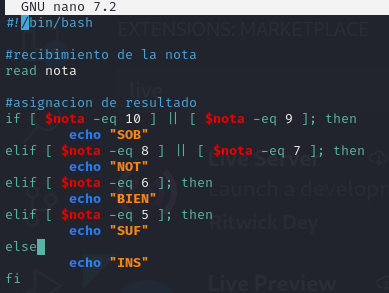 GNU nano 7.2
EXTENSIONS: MARKETPLACE
#!/bin/bash
#recibimiento de la nota
read nota
live
#asignacion de resultado
if [ $nota -eq 10 ] || [ $nota -eq 9 ]; then
echo "SOB"
elif [ $nota -eq 8 ] || [ $nota -eq 7 ]; then
Live Server
echo "NOT"
elif [ $nota -eq 6 ]; then
Launch a develop
echo "BIEN"
elif [ $nota -eq 5 ]; then
Ritwick Dey
echo "SUF"
else
echo "INS"
fi
Live Preview